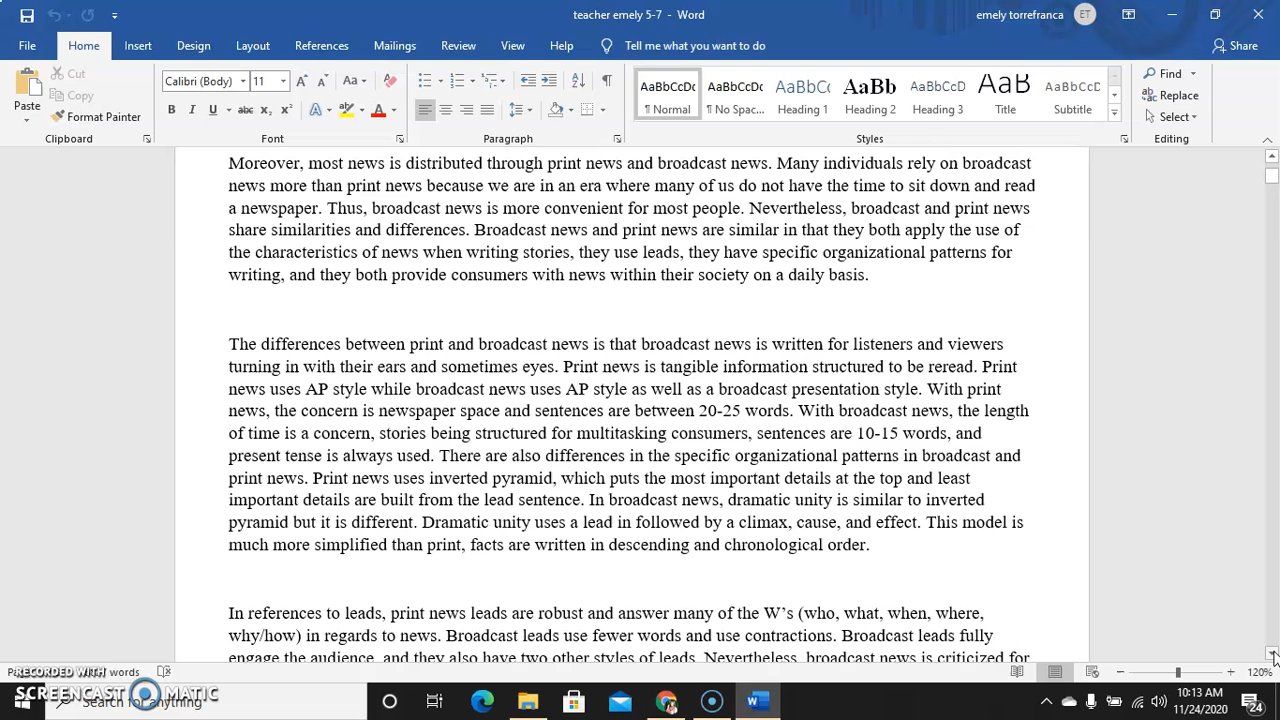 teacher emely 5-7 - Word
emely torrefranca ET
File Home Insert Design Layout References Mailings Review View Help Tell me what you want to do Share
Paste
Cut
Copy
Format Painter
Clipboard
Calibri (Body) 11
Font
Paragraph
AaBbCcDc AaBbCcDc AaBbC AaBb AaBbCcD AaB AaBbCcD
¶ Normal ¶ No Spac... Heading 1 Heading 2 Heading 3 Title Subtitle
Styles
Find
Replace
Select
Editing
Moreover, most news is distributed through print news and broadcast news. Many individuals rely on broadcast
news more than print news because we are in an era where many of us do not have the time to sit down and read
a newspaper. Thus, broadcast news is more convenient for most people. Nevertheless, broadcast and print news
share similarities and differences. Broadcast news and print news are similar in that they both apply the use of
the characteristics of news when writing stories, they use leads, they have specific organizational patterns for
writing, and they both provide consumers with news within their society on a daily basis.
The differences between print and broadcast news is that broadcast news is written for listeners and viewers
turning in with their ears and sometimes eyes. Print news is tangible information structured to be reread. Print
news uses AP style while broadcast news uses AP style as well as a broadcast presentation style. With print
news, the concern is newspaper space and sentences are between 20-25 words. With broadcast news, the length
of time is a concern, stories being structured for multitasking consumers, sentences are 10-15 words, and
present tense is always used. There are also differences in the specific organizational patterns in broadcast and
print news. Print news uses inverted pyramid, which puts the most important details at the top and least
important details are built from the lead sentence. In broadcast news, dramatic unity is similar to inverted
pyramid but it is different. Dramatic unity uses a lead in followed by a climax, cause, and effect. This model is
much more simplified than print, facts are written in descending and chronological order.
In references to leads, print news leads are robust and answer many of the W's (who, what, when, where,
why/how) in regards to news. Broadcast leads use fewer words and use contractions. Broadcast leads fully
engage the audience, and they also have two other styles of leads. Nevertheless, broadcast news is criticized for
words
120%
RECORDED WITH
SCREENCAST MATIC
Search for anything
10:13 AM
11/24/2020
24